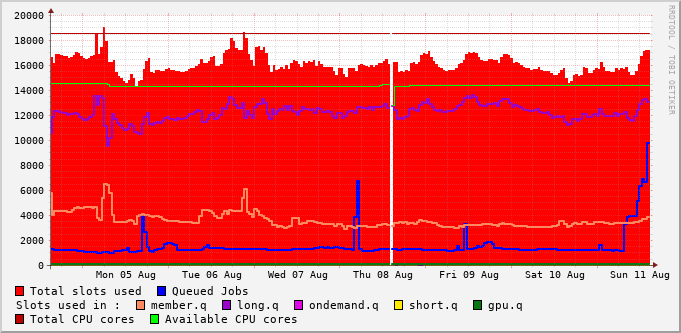 RRDTOOL / TOBI OETIKER
20000
18000
16000
14000
12000
10000
8000
6000
4000
2000
0
Mon 05 Aug Tue 06 Aug Wed 07 Aug Thu 08 Aug Fri 09 Aug Sat 10 Aug Sun 11 Aug
Total slots used Queued Jobs
Slots used in : member.q long.q ondemand.q short.q gpu.q
Total CPU cores Available CPU cores